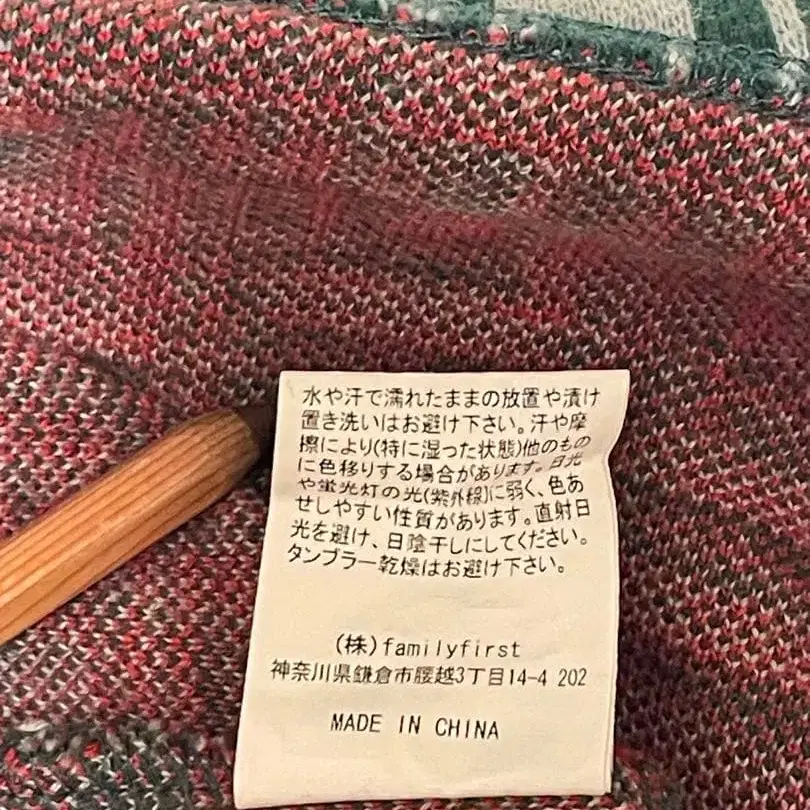 水や汗で濡れたままの放置や漬け
置き洗いはお避け下さい。汗や摩
擦により(特に湿った状態)他のもの
に色移りする場合があります。日光
や蛍光灯の光(紫外線)に弱く、色あ
せしやすい性質があります。直射日
光を避け、日陰干しにしてください。
タンブラー乾燥はお避け下さい。
(株)familyfirst
神奈川県鎌倉市腰越3丁目14-4 202
MADE IN CHINA